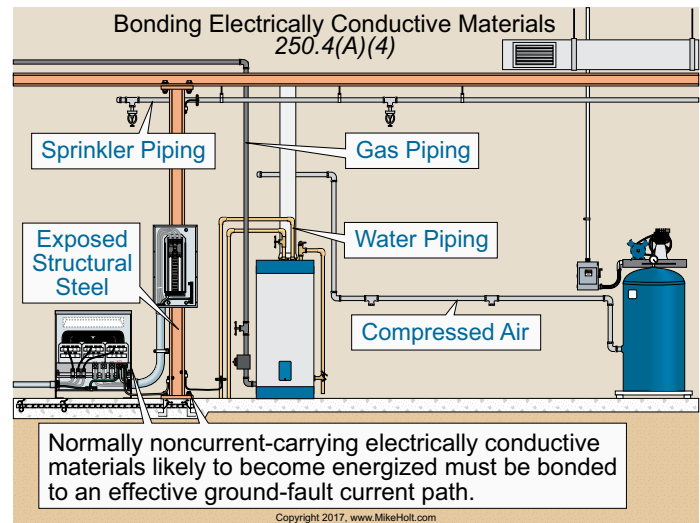 Bonding Electrically Conductive Materials
250.4(A)(4)
Sprinkler Piping
Gas Piping
Exposed
Structural
Steel
Water Piping
Compressed Air
Normally noncurrent-carrying electrically conductive
materials likely to become energized must be bonded
to an effective ground-fault current path.
Copyright 2017, www.MikeHolt.com